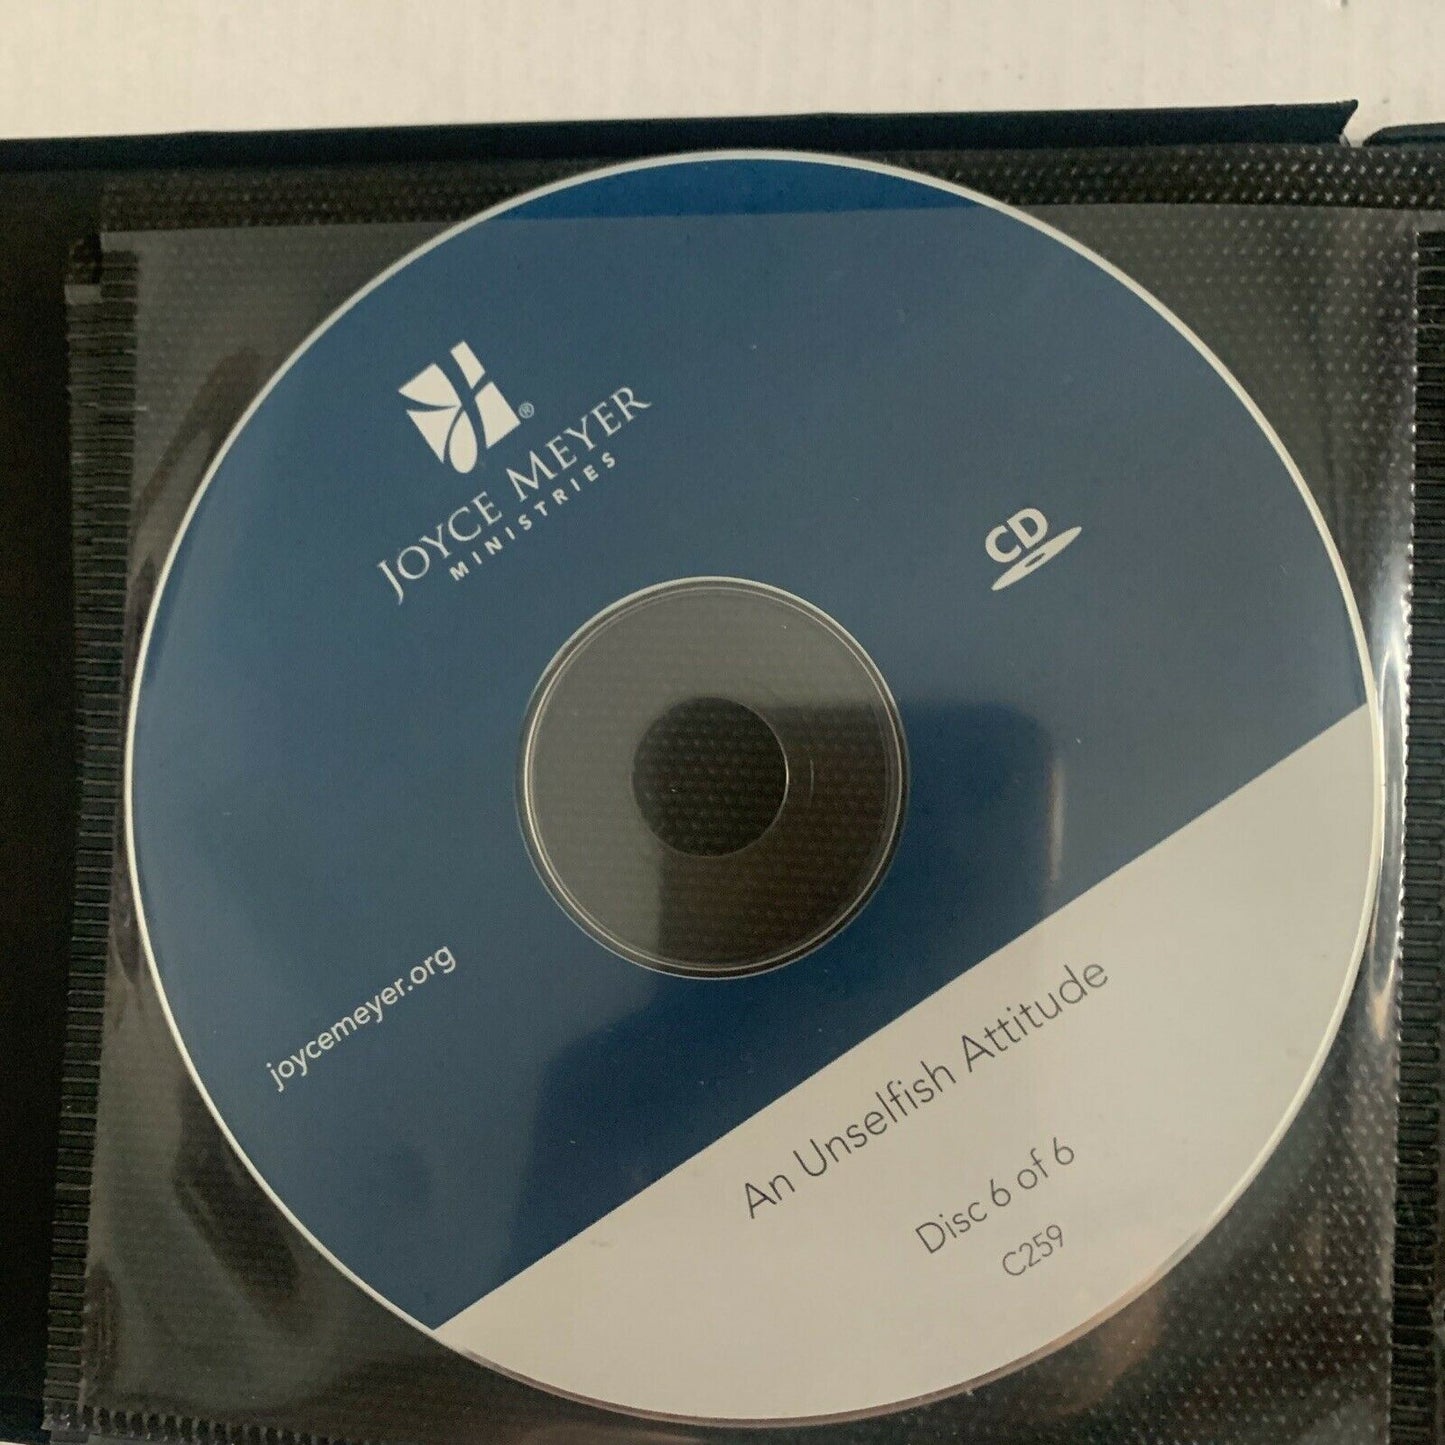 ®
JOYCE MEYER
MINISTRIES
CD
joycemeyer.org
An Unselfish Attitude
Disc 6 of 6
C259